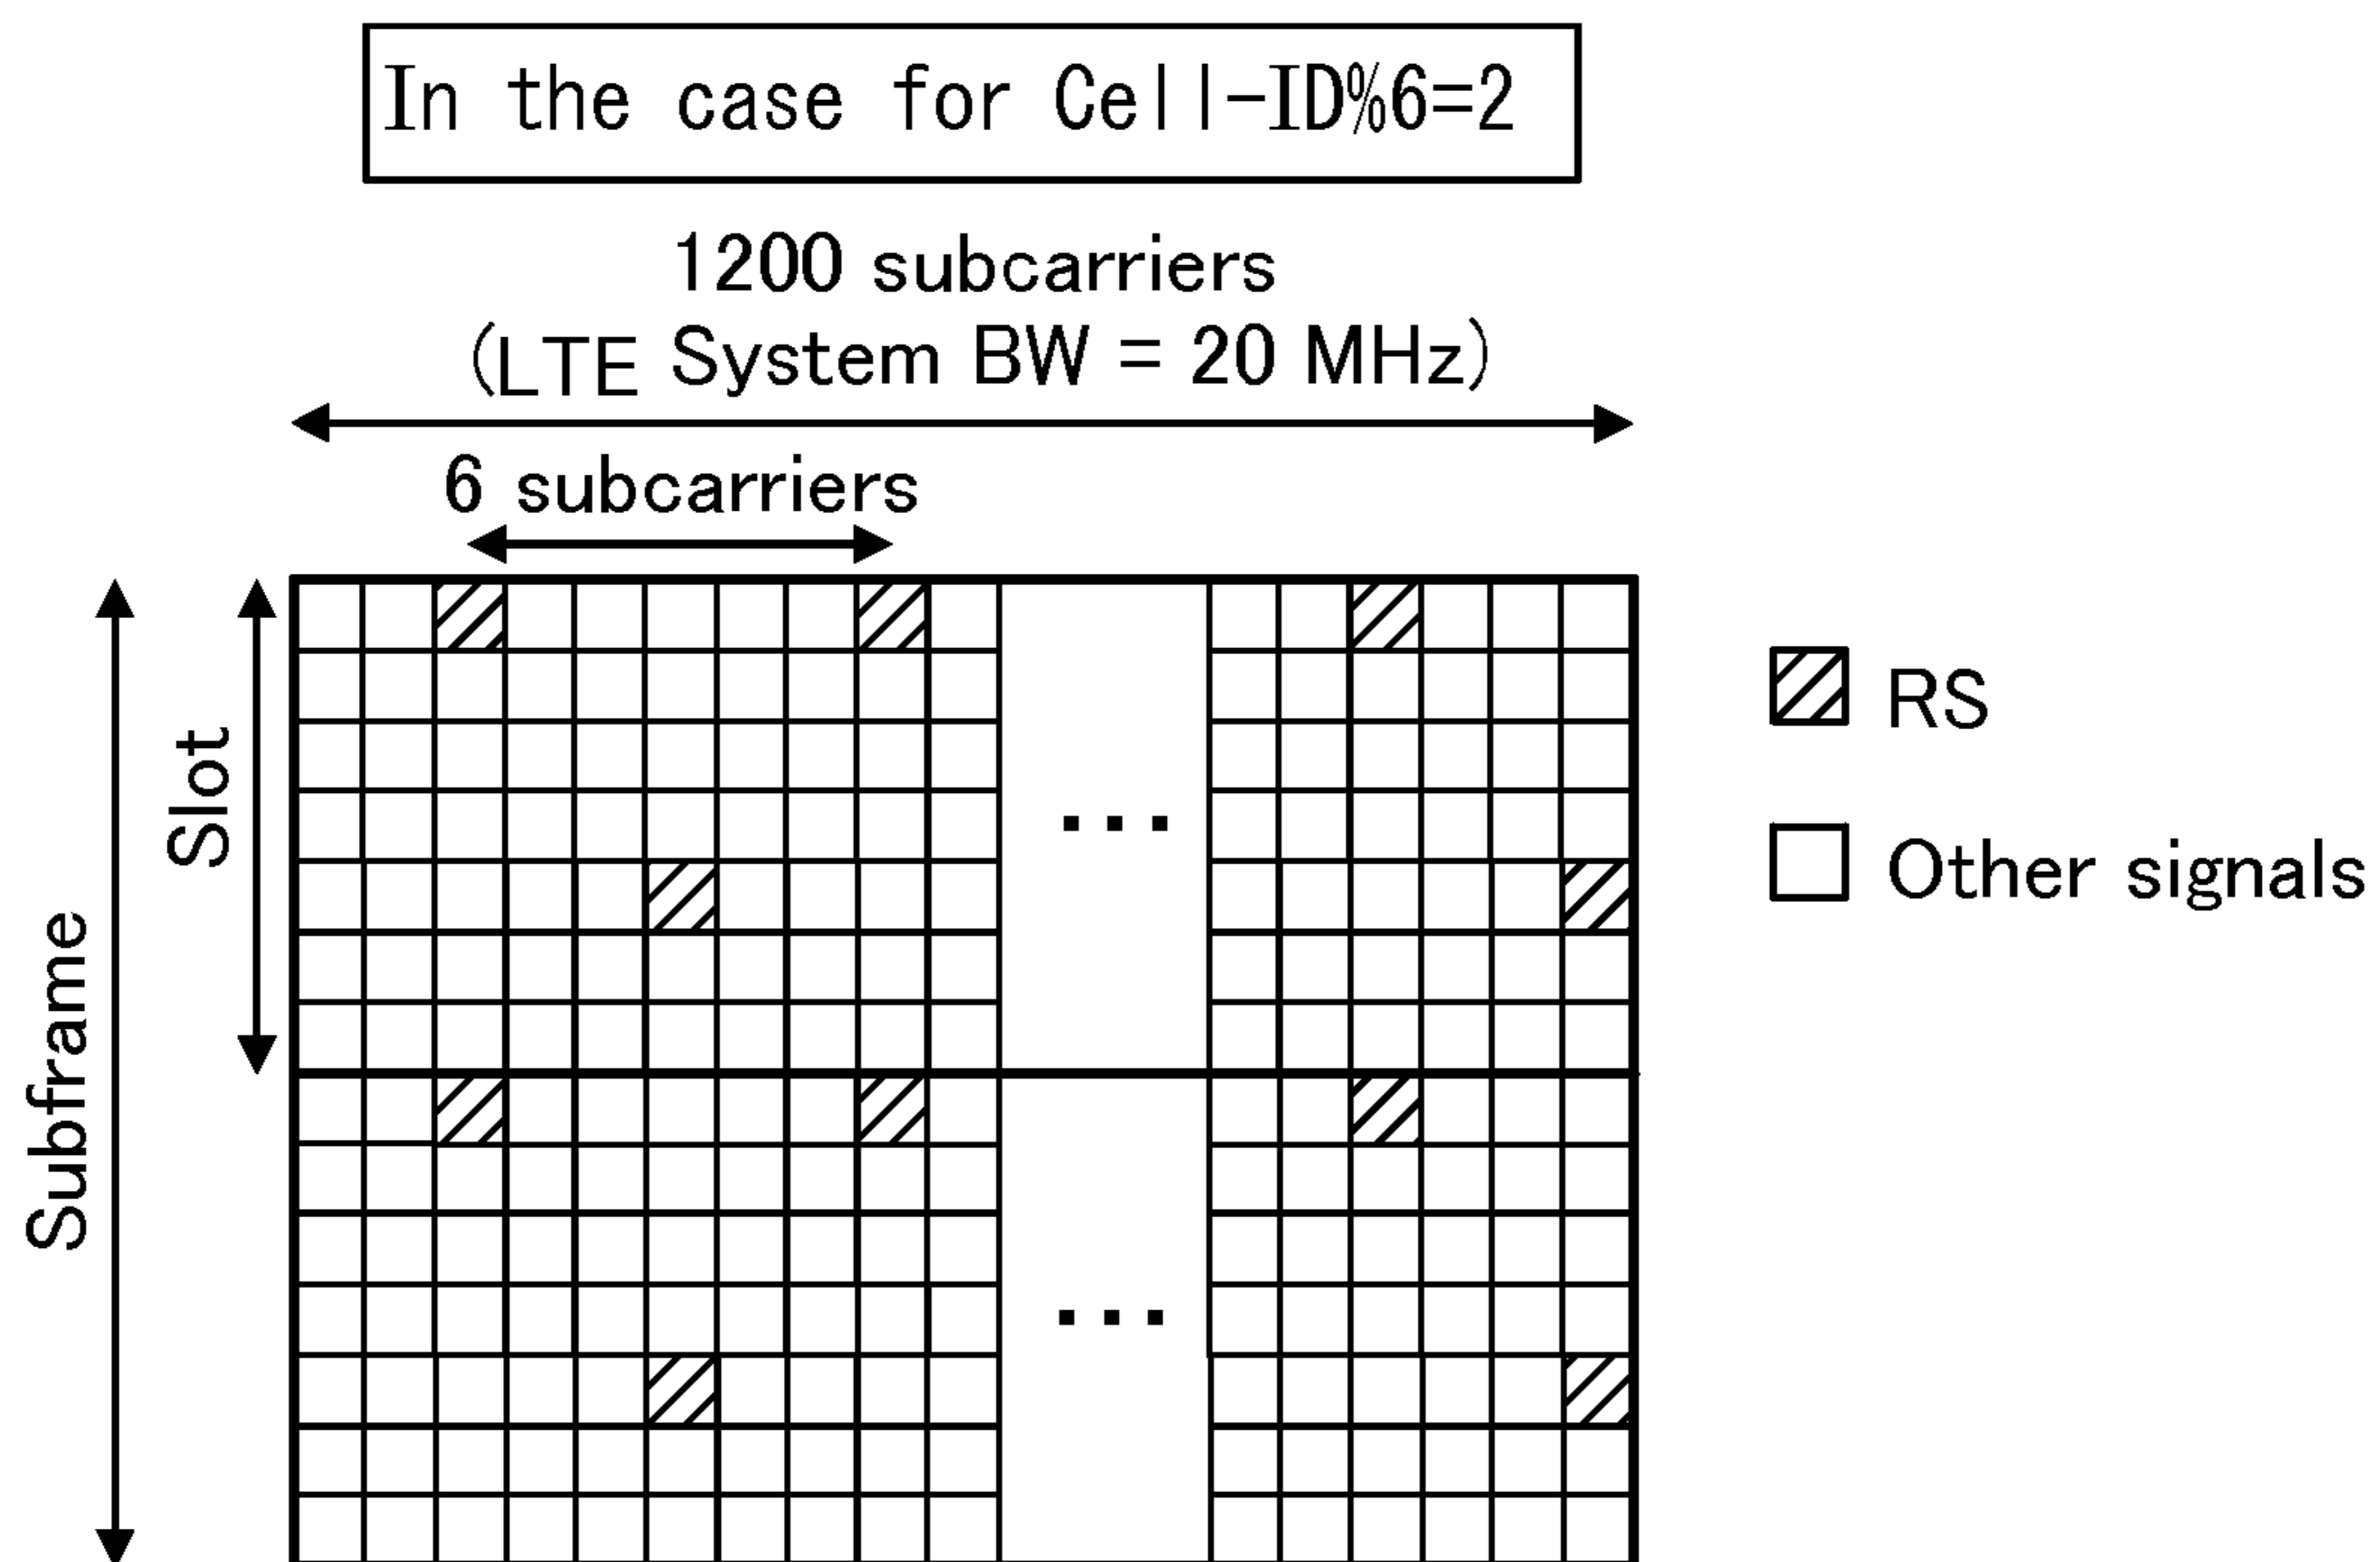 In the case for Cell-ID%6=2
1200 subcarriers
(LTE System BW = 20 MHz)
6 subcarriers
Slot
Subframe
...
...
RS
Other signals